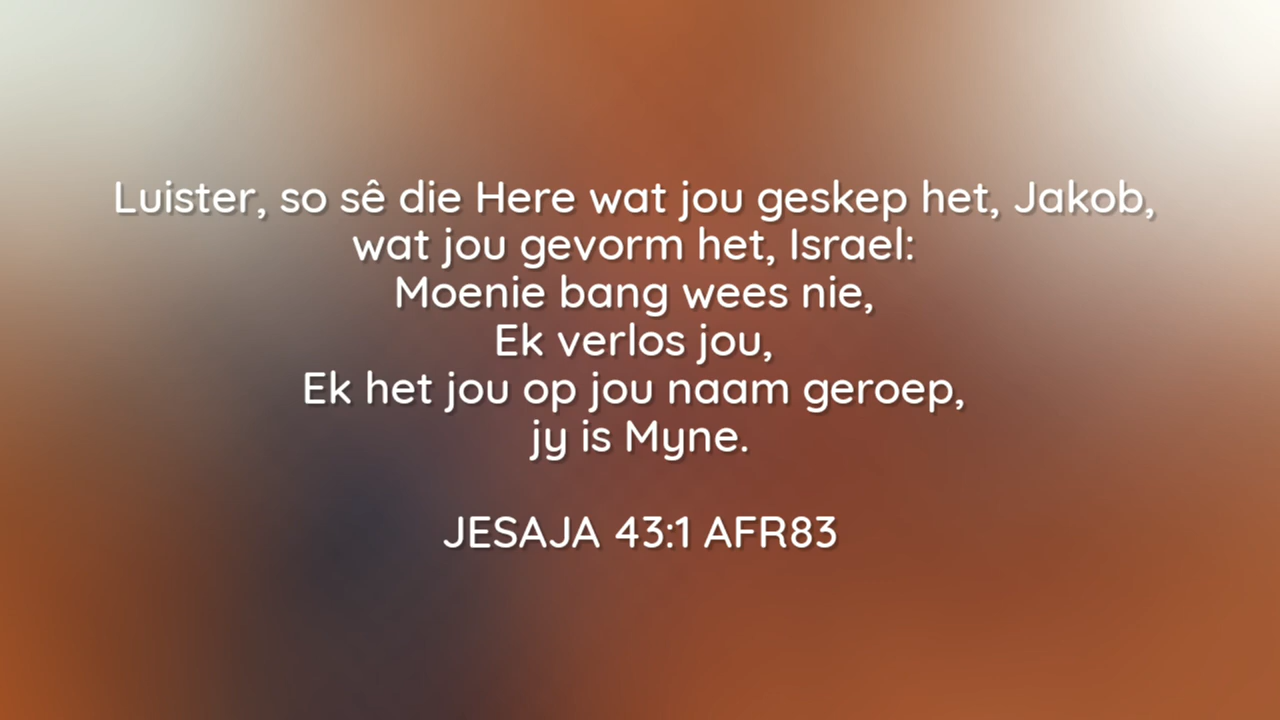 Luister, so sê die Here wat jou geskep het, Jakob,
wat jou gevorm het, Israel:
Moenie bang wees nie,
Ek verlos jou,
Ek het jou op jou naam geroep,
jy is Myne.
JESAJA 43:1 AFR83